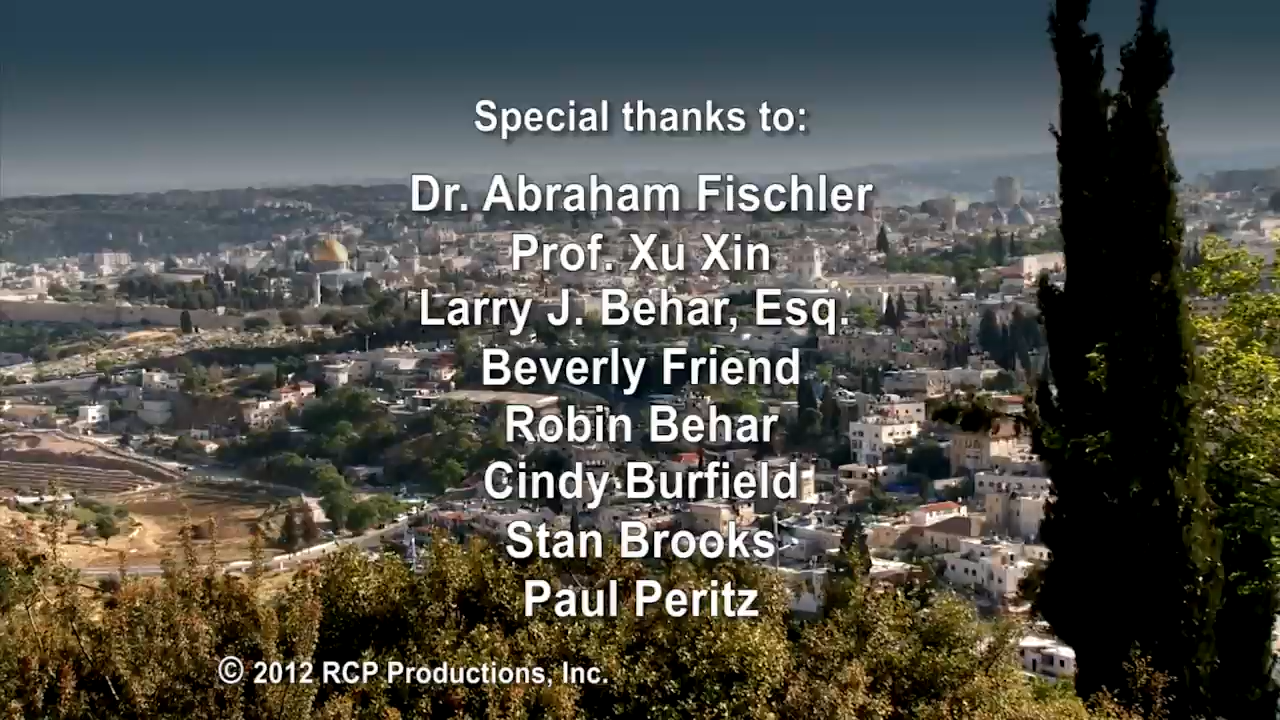 Special thanks to:
Dr. Abraham Fischler
Prof. Xu Xin
Larry J. Behar, Esq.
Beverly Friend
Robin Behar
Cindy Burfield
Stan Brooks
Paul Peritz
© 2012 RCP Productions, Inc.